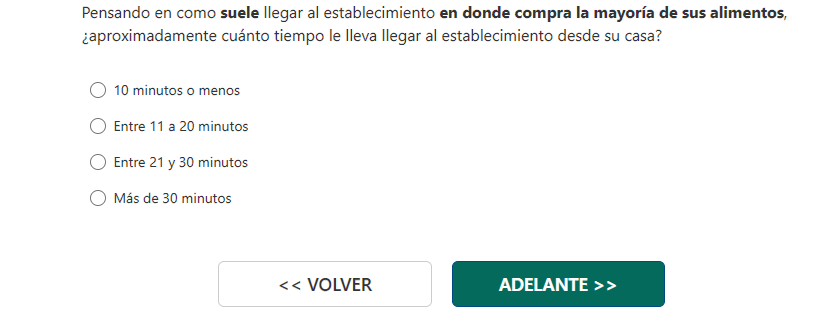 Pensando en como suele llegar al establecimiento en donde compra la mayoría de sus alimentos,
¿aproximadamente cuánto tiempo le lleva llegar al establecimiento desde su casa?
10 minutos o menos
Entre 11 a 20 minutos
Entre 21 y 30 minutos
Más de 30 minutos
<< VOLVER
ADELANTE >>